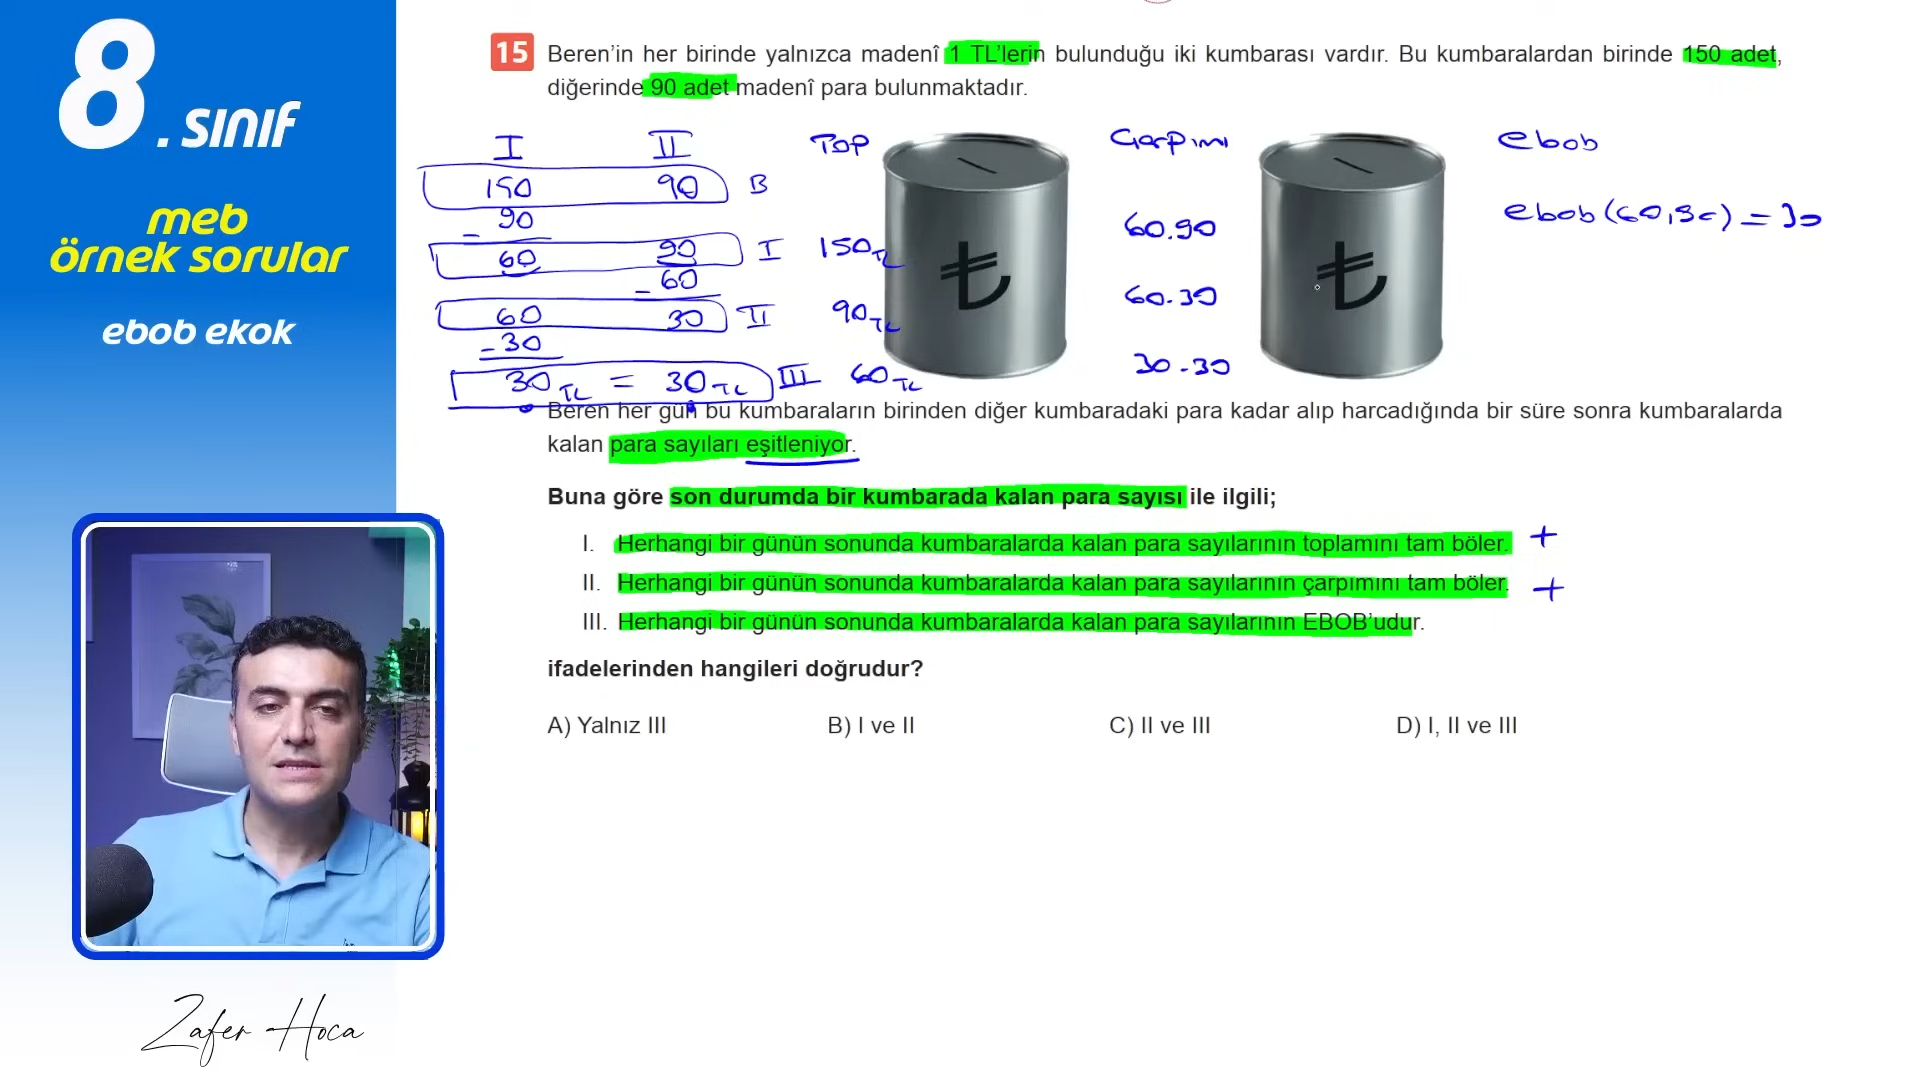 8. SINIF
meb
örnek sorular
ebob ekok
Zafer Hoca
15 Beren'in her birinde yalnızca madenî 1 TL'lerin bulunduğu iki kumbarası vardır. Bu kumbaralardan birinde 150 adet,
diğerinde 90 adet madenî para bulunmaktadır.
I II TOP Çarpımı ebob
150 90 B
- 90
60 90 I 150 TL 60.90 ebob(60,90) = 30
- 60
60 30 II 90 TL 60.30
- 30
30 TL = 30 TL III 60 TL 30.30
Beren her gün bu kumbaraların birinden diğer kumbaradaki para kadar alıp harcadığında bir süre sonra kumbaralarda
kalan para sayıları eşitleniyor.
Buna göre son durumda bir kumbarada kalan para sayısı ile ilgili;
I. Herhangi bir günün sonunda kumbaralarda kalan para sayılarının toplamını tam böler. +
II. Herhangi bir günün sonunda kumbaralarda kalan para sayılarının çarpımını tam böler. +
III. Herhangi bir günün sonunda kumbaralarda kalan para sayılarının EBOB'udur.
ifadelerinden hangileri doğrudur?
A) Yalnız III B) I ve II C) II ve III D) I, II ve III